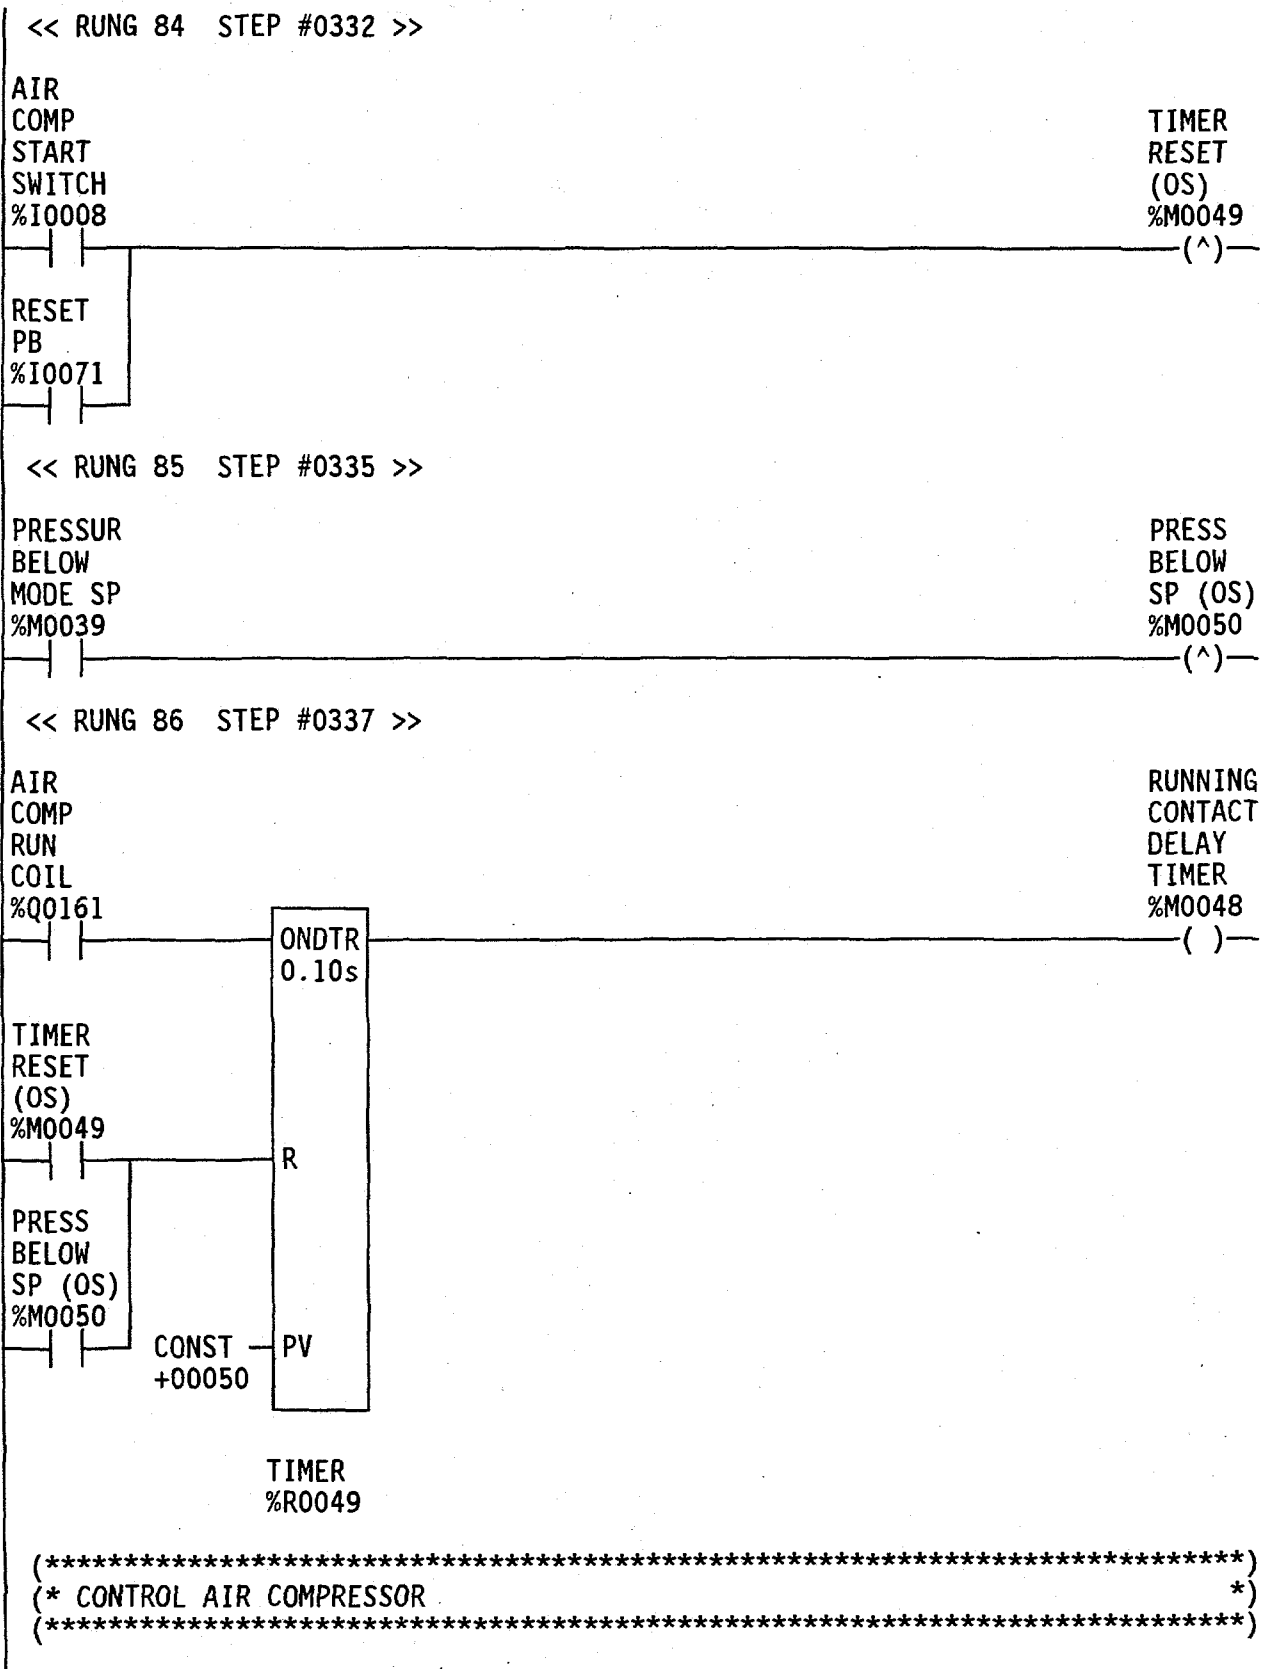 << RUNG 84  STEP #0332 >>
AIR
COMP
START
SWITCH
%I0008
TIMER
RESET
(OS)
%M0049
(^)
RESET
PB
%I0071
<< RUNG 85  STEP #0335 >>
PRESSUR
BELOW
MODE SP
%M0039
PRESS
BELOW
SP (OS)
%M0050
(^)
<< RUNG 86  STEP #0337 >>
AIR
COMP
RUN
COIL
%Q0161
ONDTR
0.10s
RUNNING
CONTACT
DELAY
TIMER
%M0048
( )
TIMER
RESET
(OS)
%M0049
R
PRESS
BELOW
SP (OS)
%M0050
CONST
+00050
PV
TIMER
%R0049
(****************************************************************************)
(* CONTROL AIR COMPRESSOR *)
(****************************************************************************)